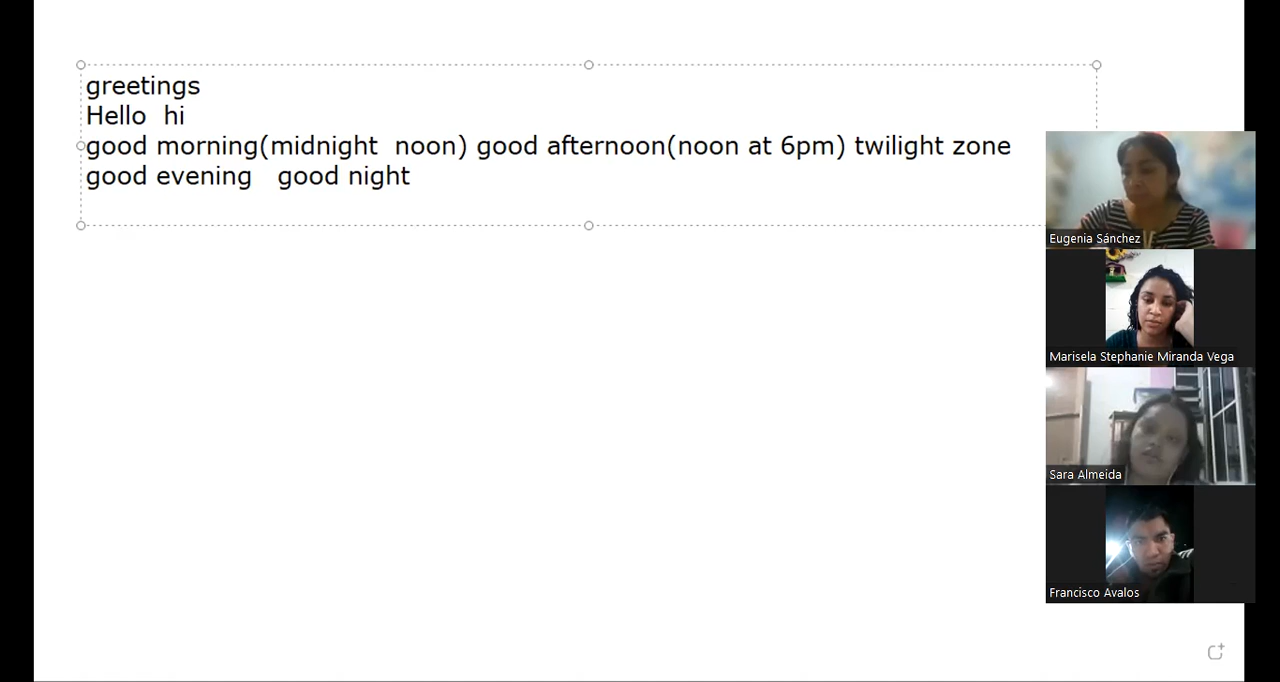 greetings
Hello  hi
good morning(midnight  noon) good afternoon(noon at 6pm) twilight zone
good evening   good night
Eugenia Sánchez
Marisela Stephanie Miranda Vega
Sara Almeida
Francisco Avalos